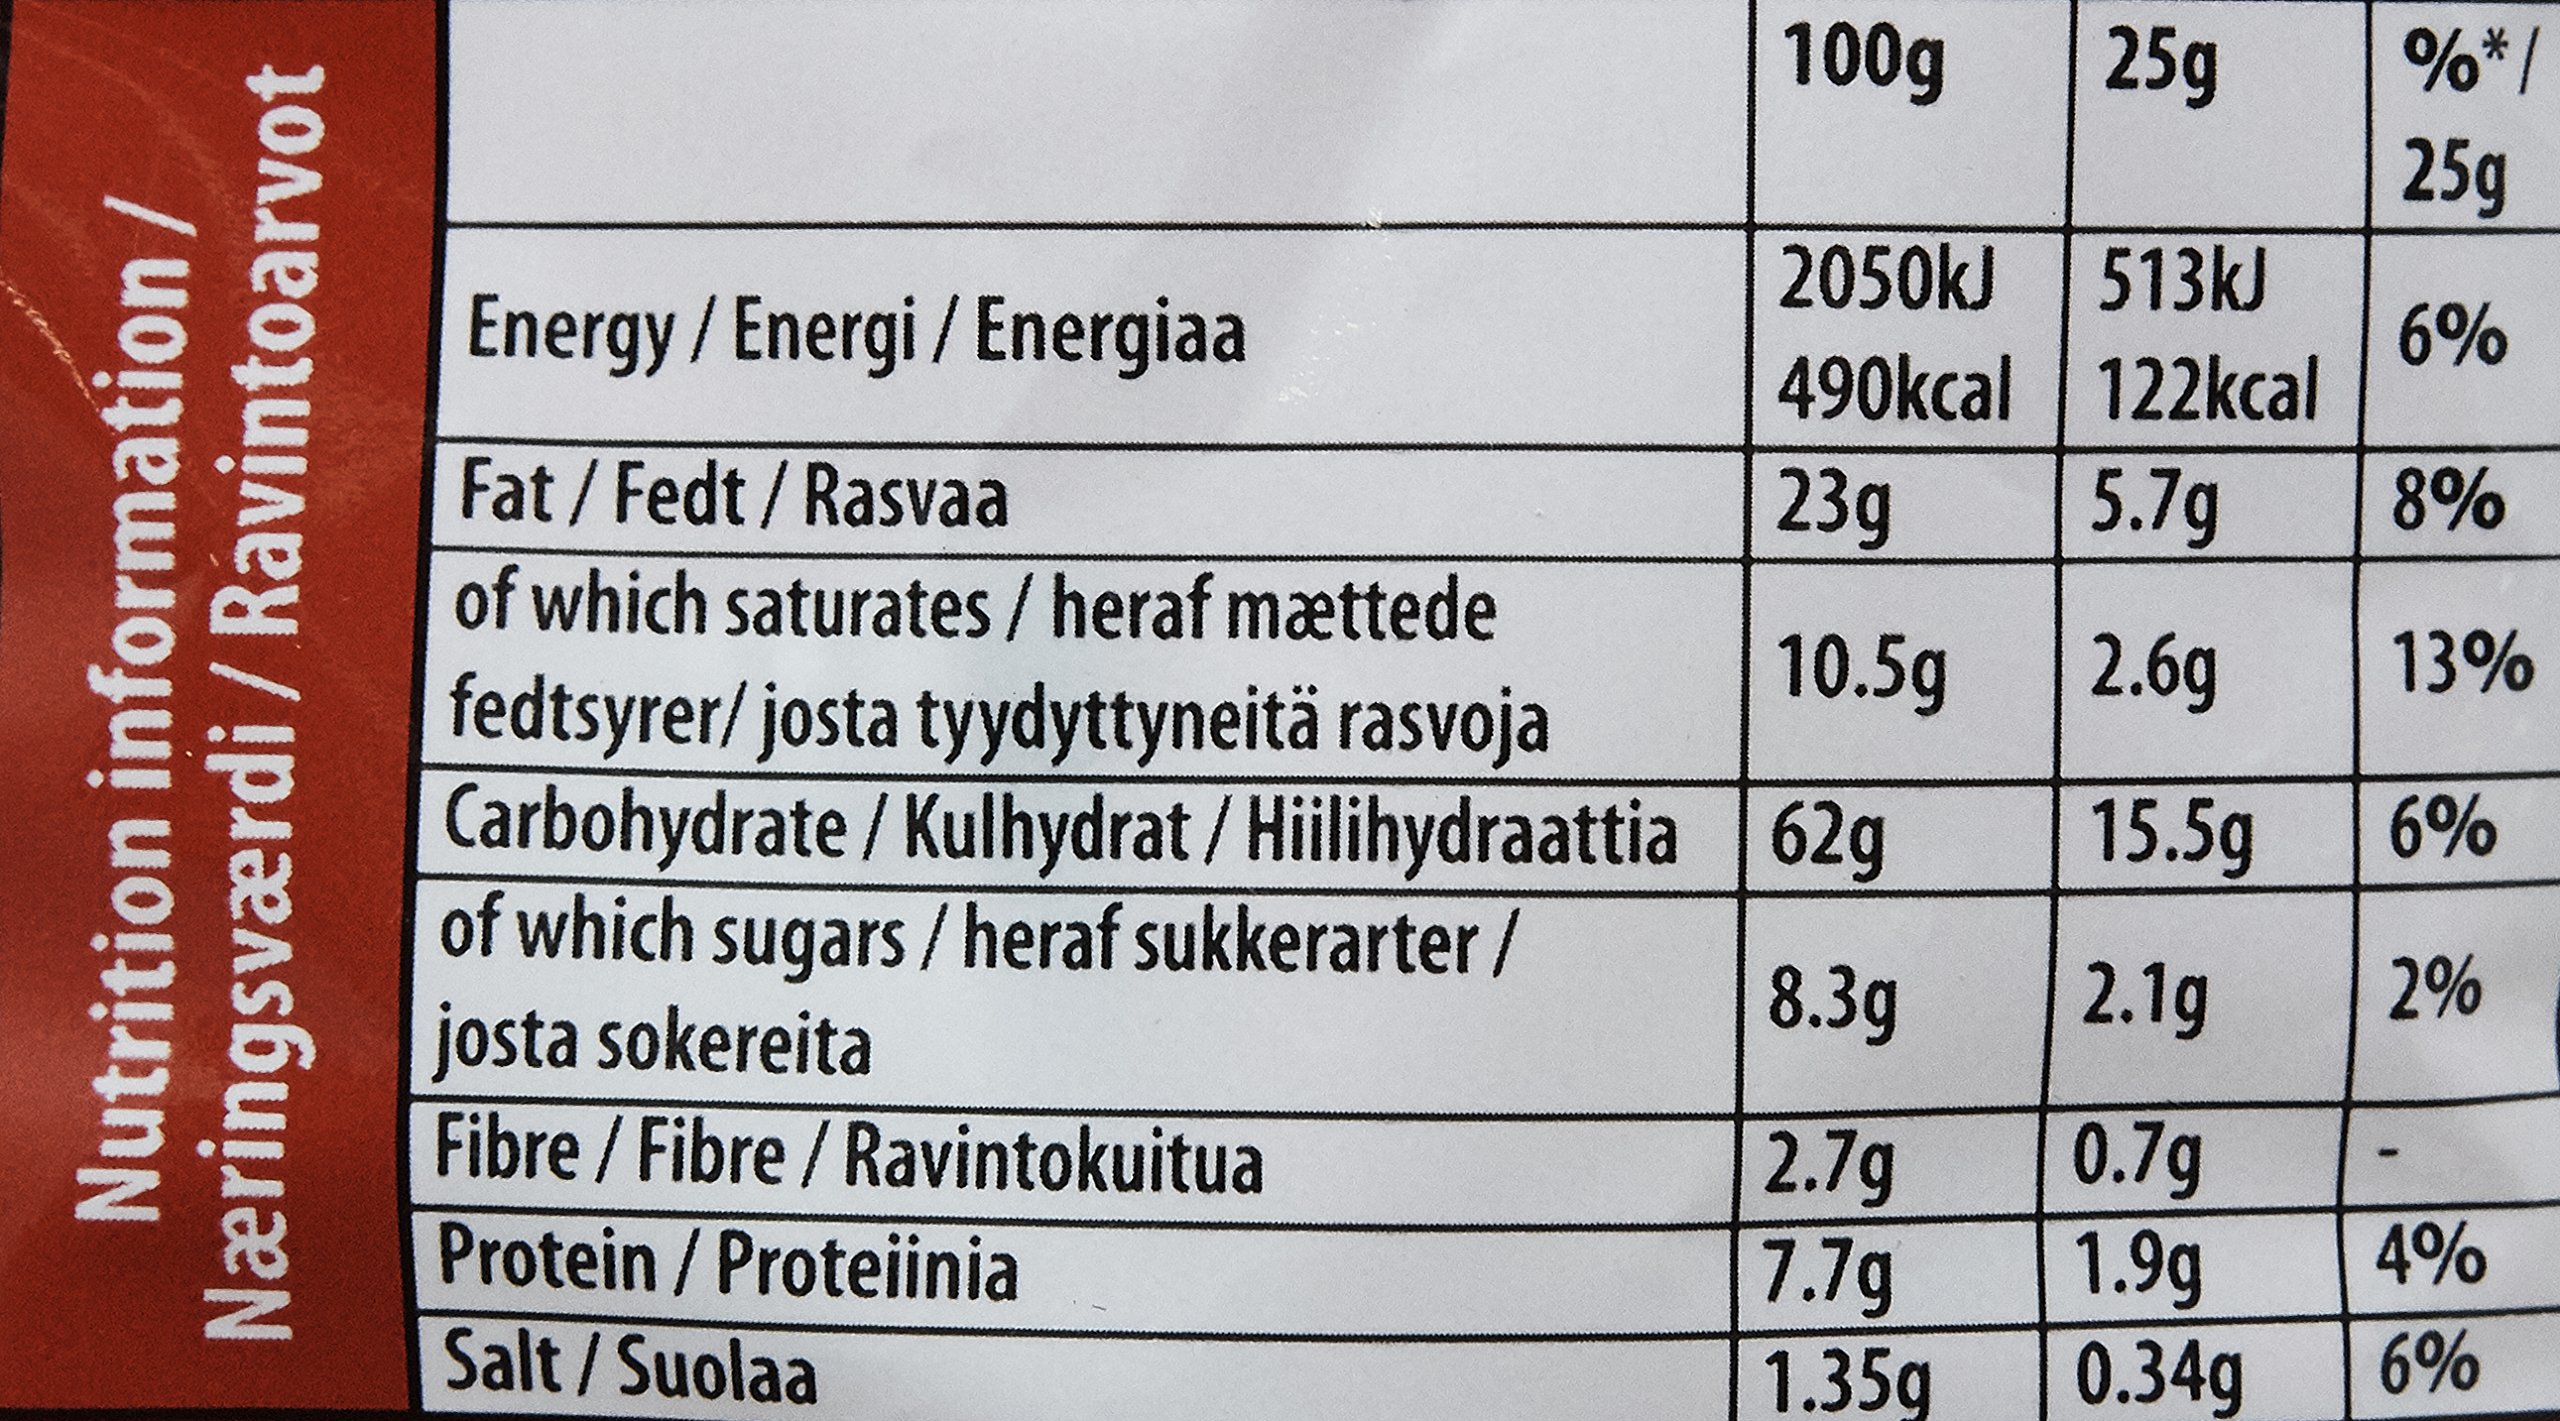 Nutrition information /
Næringsværdi / Ravintoarvot
100g 25g %* /
25g
Energy / Energi / Energiaa 2050kJ 513kJ 6%
490kcal 122kcal
Fat / Fedt / Rasvaa 23g 5.7g 8%
of which saturates / heraf mættede
fedtsyrer/ josta tyydyttyneitä rasvoja 10.5g 2.6g 13%
Carbohydrate / Kulhydrat / Hiilihydraattia 62g 15.5g 6%
of which sugars / heraf sukkerarter /
josta sokereita 8.3g 2.1g 2%
Fibre / Fibre / Ravintokuitua 2.7g 0.7g -
Protein / Proteiinia 7.7g 1.9g 4%
Salt / Suolaa 1.35g 0.34g 6%